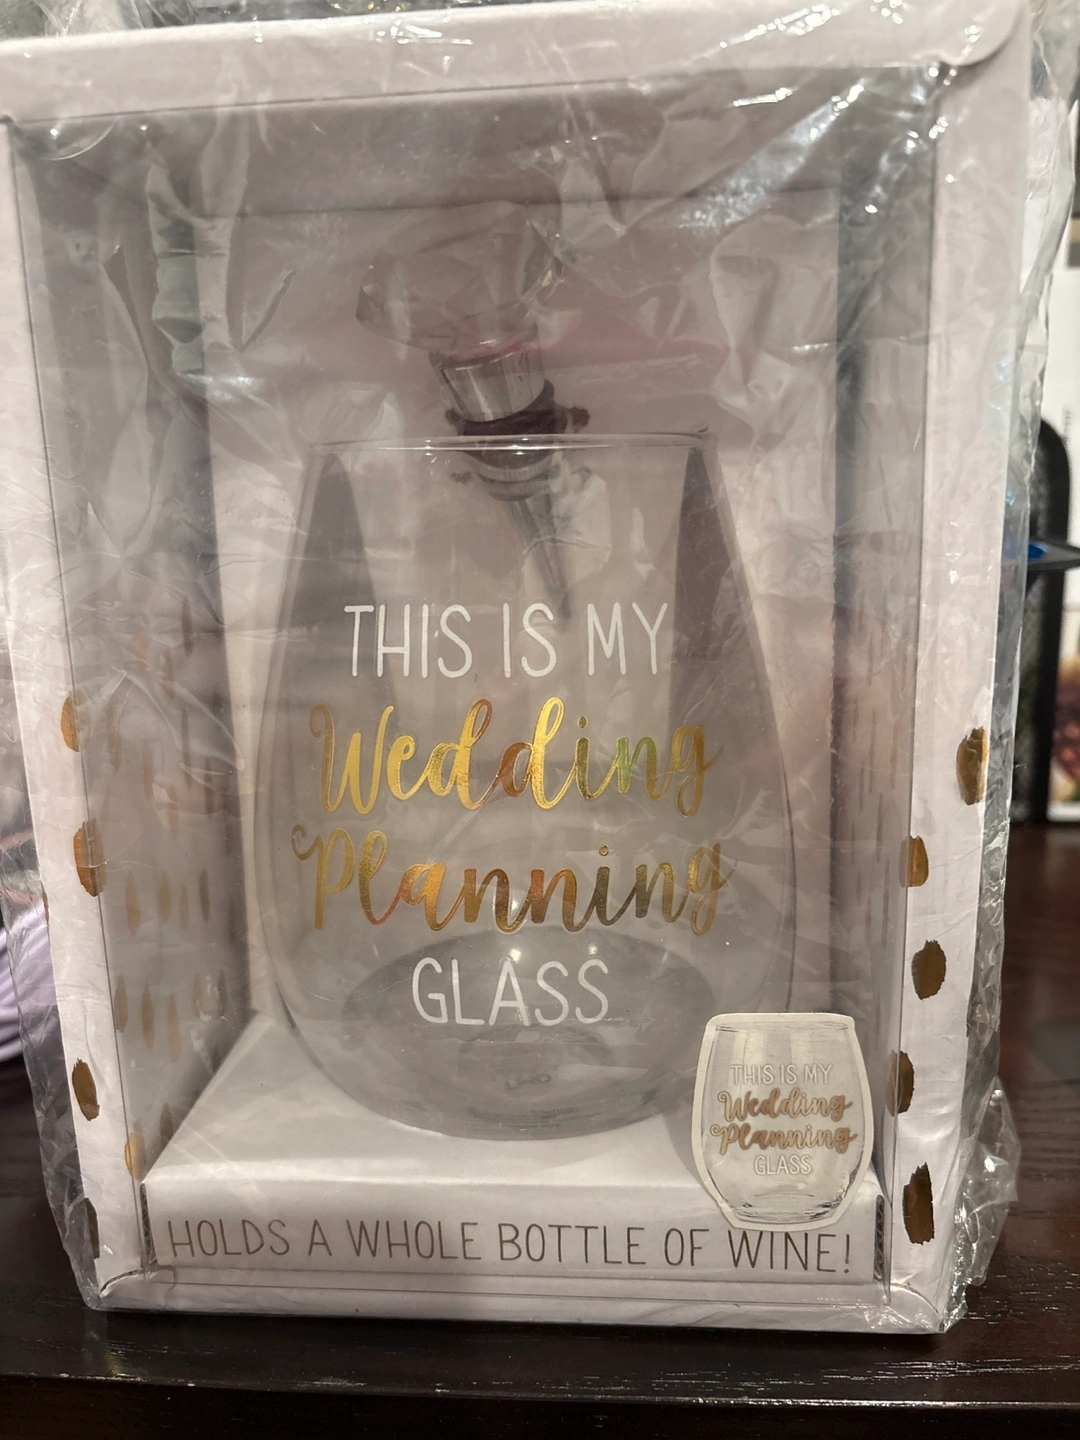 THIS IS MY
Wedding
Planning
GLASS
THIS IS MY
Wedding
Planning
GLASS
HOLDS A WHOLE BOTTLE OF WINE!